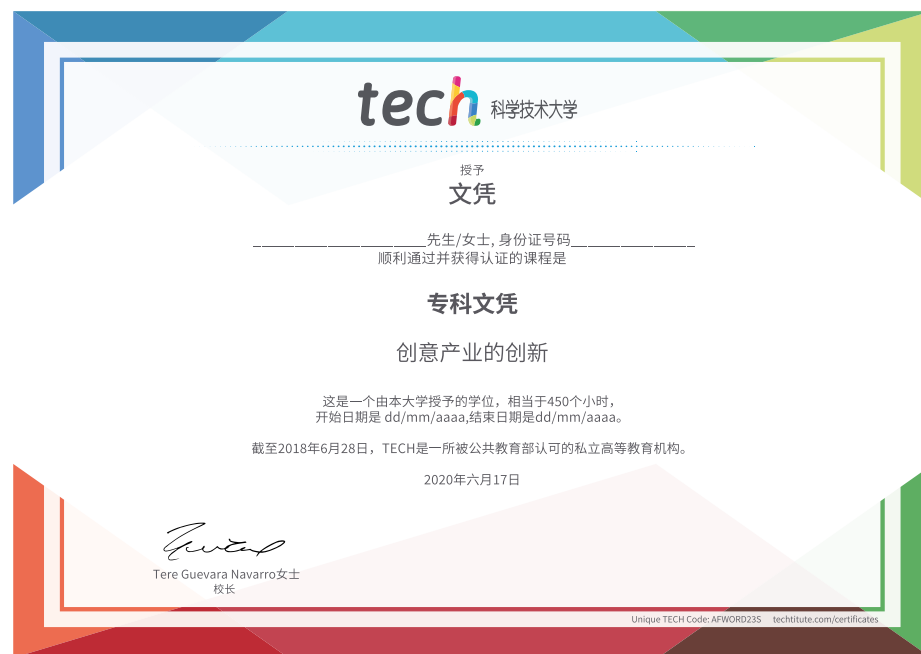 tech 科学技术大学
授予
文凭
______________________先生/女士, 身份证号码________________
顺利通过并获得认证的课程是
专科文凭
创意产业的创新
这是一个由本大学授予的学位，相当于450个小时，
开始日期是 dd/mm/aaaa,结束日期是dd/mm/aaaa。
截至2018年6月28日，TECH是一所被公共教育部认可的私立高等教育机构。
2020年六月17日
Tere Guevara Navarro女士
校长
Unique TECH Code: AFWORD23S techtitute.com/certificates